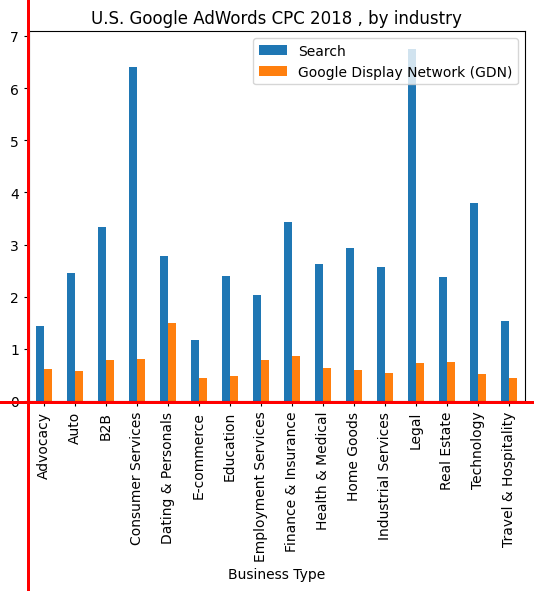 U.S. Google AdWords CPC 2018 , by industry
Search
Google Display Network (GDN)
7
6
5
4
3
2
1
0
Advocacy
Auto
B2B
Consumer Services
Dating & Personals
E-commerce
Education
Employment Services
Finance & Insurance
Health & Medical
Home Goods
Industrial Services
Legal
Real Estate
Technology
Travel & Hospitality
Business Type